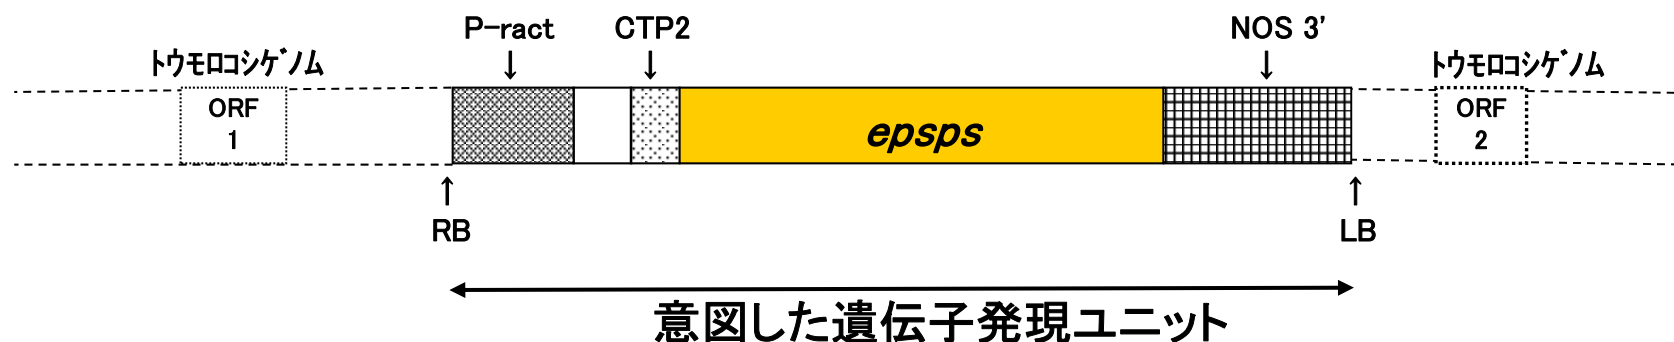 P-ract
CTP2
NOS 3'
トウモロコシゲノム
トウモロコシゲノム
ORF
1
epsps
ORF
2
RB
LB
意図した遺伝子発現ユニット